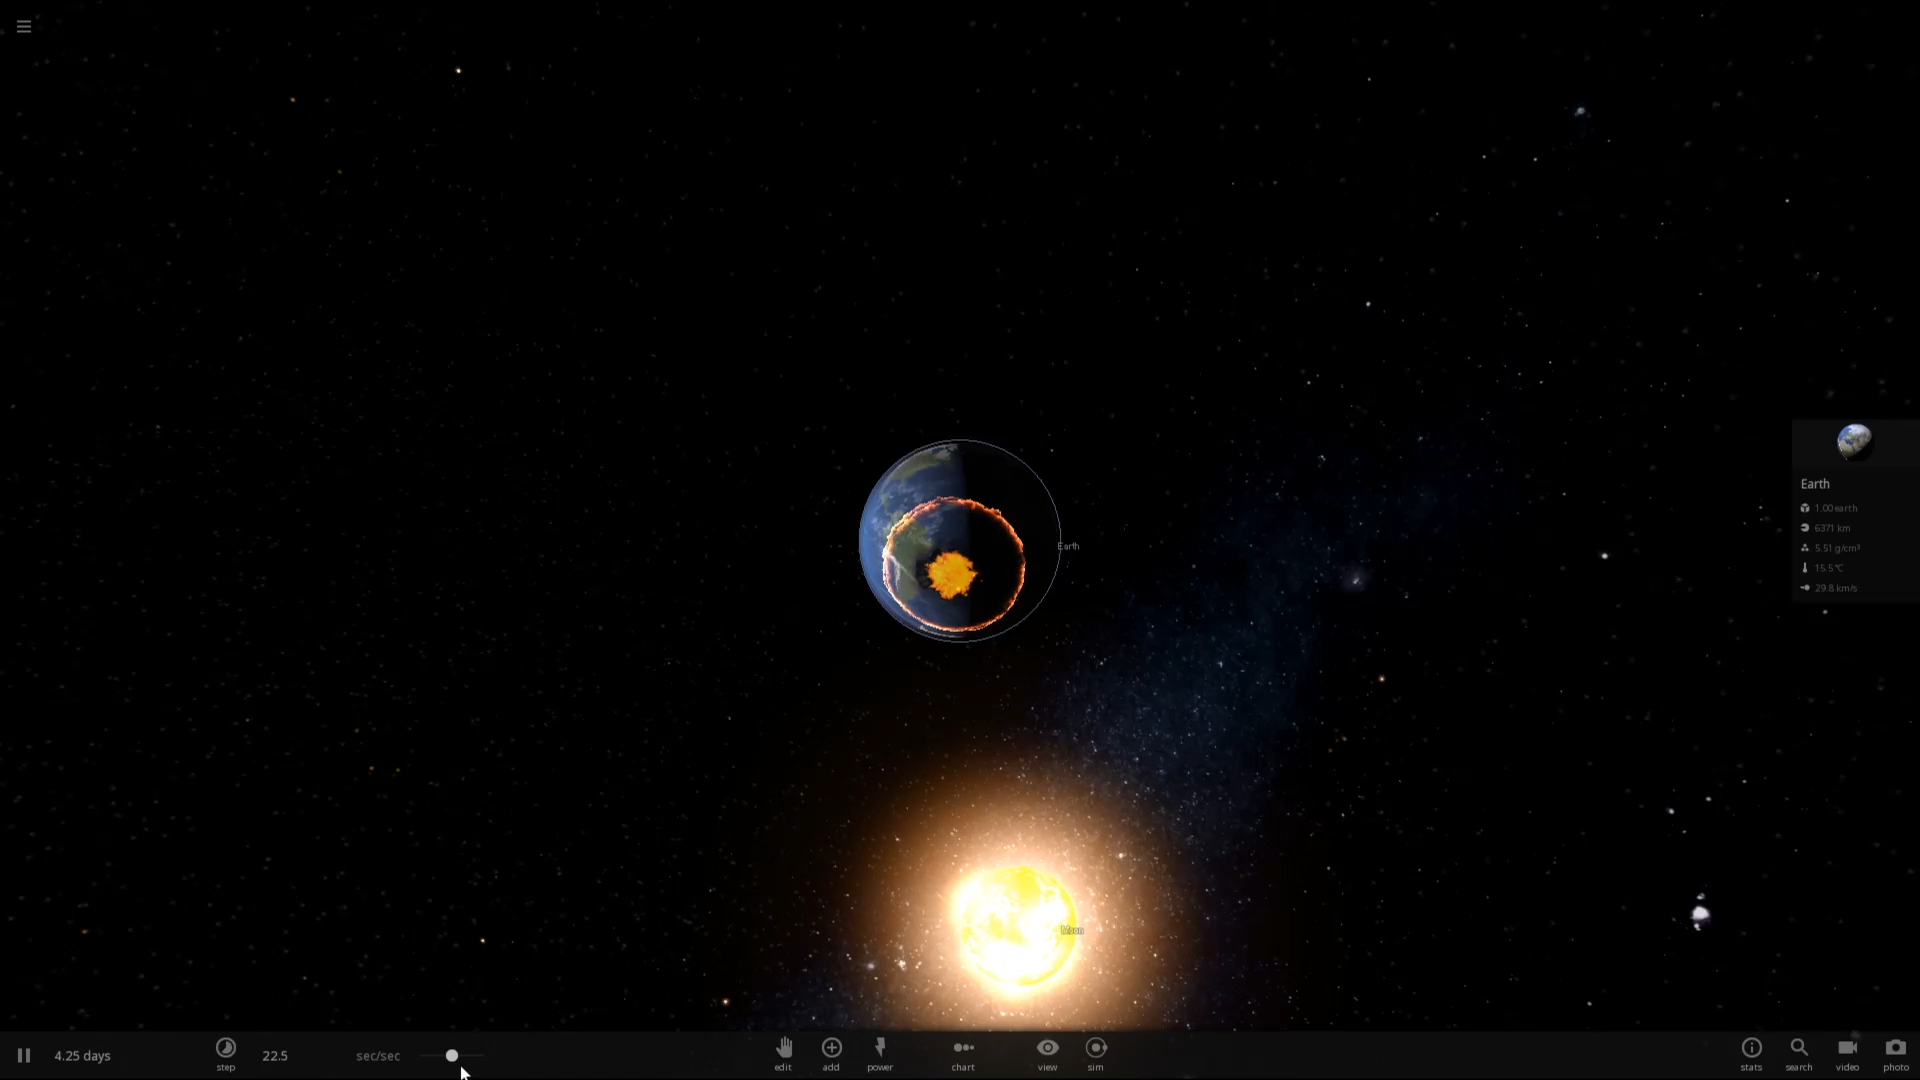 Earth
Earth
1.00 earth
6371 km
5.51 g/cm³
15.5 °C
29.8 km/s
Moon
4.25 days
step
22.5
sec/sec
edit
add
power
chart
view
sim
stats
search
video
photo